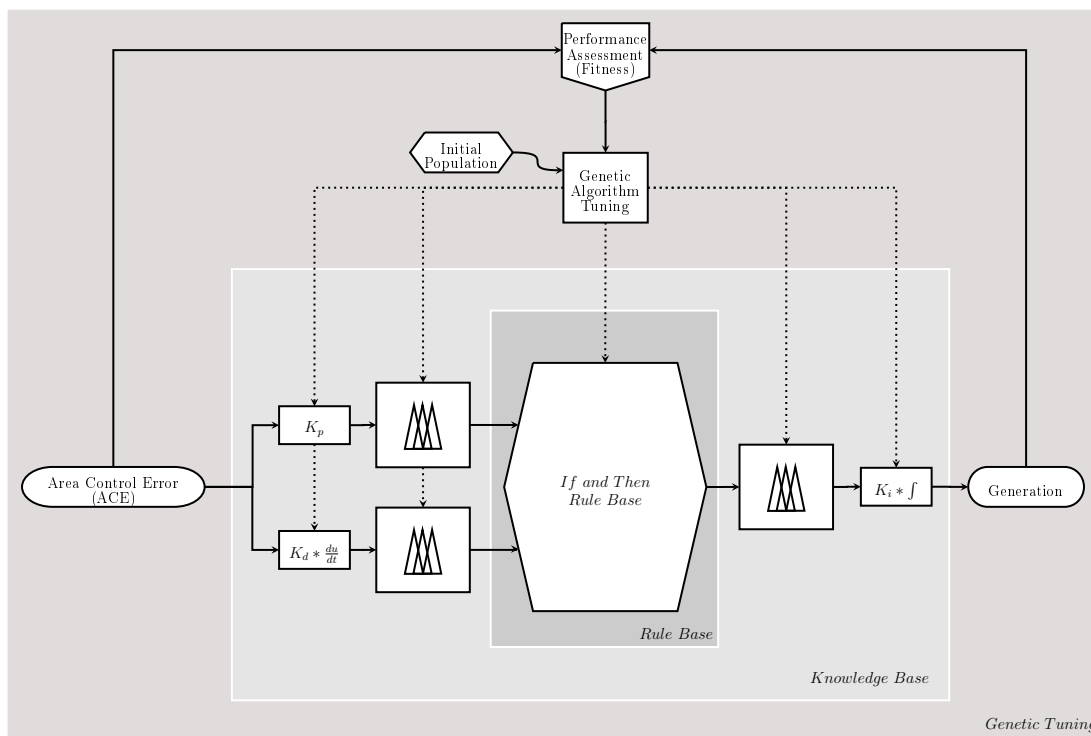 Performance
Assessment
(Fitness)
Initial
Population
Genetic
Algorithm
Tuning
K_p
If and Then
Rule Base
Area Control Error
(ACE)
K_i * ∫
Generation
K_d * du/dt
Rule Base
Knowledge Base
Genetic Tuning